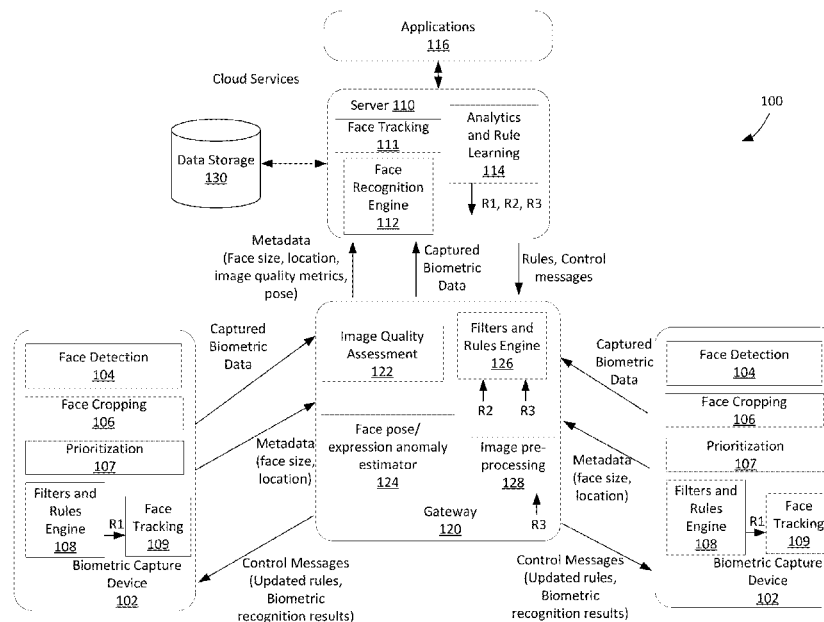 Applications
116
Cloud Services
100
Server 110
Face Tracking
111
Face
Recognition
Engine
112
Analytics
and Rule
Learning
114
R1, R2, R3
Data Storage
130
Metadata
(Face size, location,
image quality metrics,
pose)
Captured
Biometric
Data
Rules, Control
messages
Face Detection
104
Face Cropping
106
Prioritization
107
Filters and
Rules Engine
108
R1
Face
Tracking
109
Biometric Capture
Device
102
Captured
Biometric
Data
Metadata
(face size,
location)
Control Messages
(Updated rules,
Biometric
recognition results)
Image Quality
Assessment
122
Filters and
Rules Engine
126
R2
R3
Face pose/
expression anomaly
estimator
124
Image pre-
processing
128
R3
Gateway
120
Captured
Biometric
Data
Metadata
(face size,
location)
Control Messages
(Updated rules,
Biometric
recognition results)
Face Detection
104
Face Cropping
106
Prioritization
107
Filters and
Rules Engine
108
R1
Face
Tracking
109
Biometric Capture
Device
102